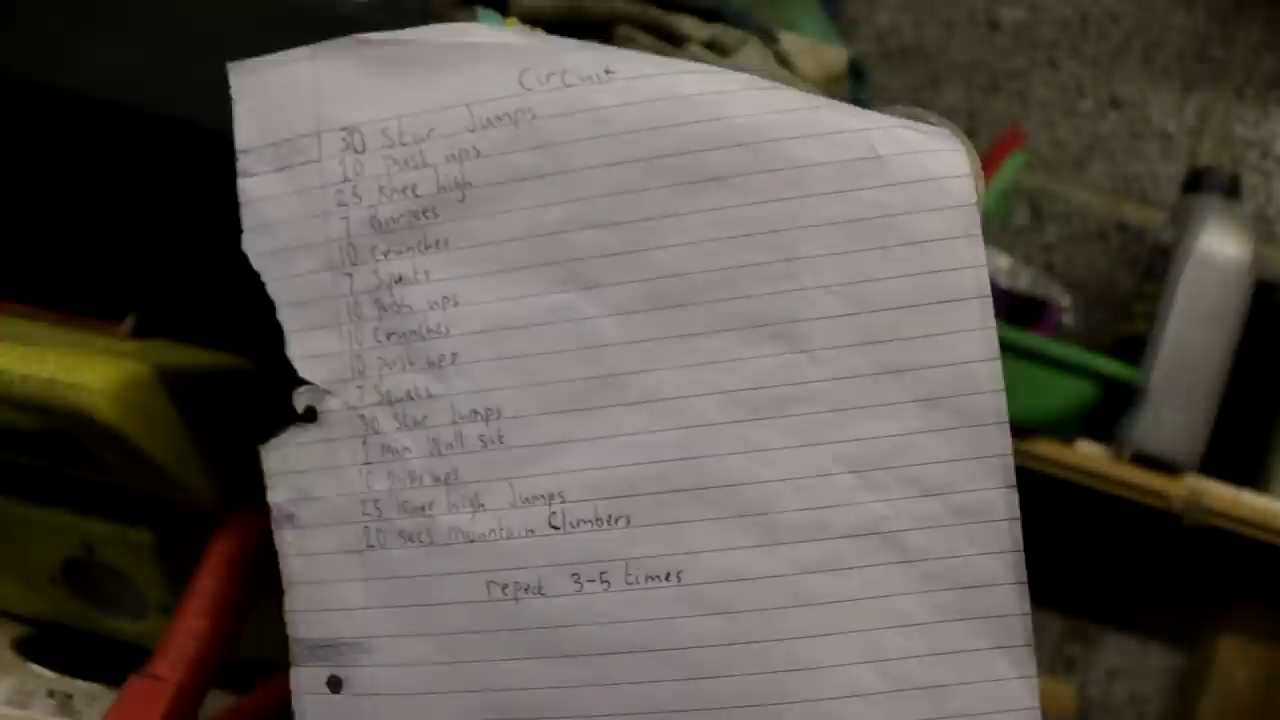 Circuit
30 Star Jumps
10 Push ups
25 Knee high
7 Burpees
10 Crunches
7 Squats
10 Push ups
10 Crunches
10 Push ups
7 Squats
30 Star Jumps
1 min Wall sit
10 Push ups
25 Knee high Jumps
20 secs mountain Climbers
repeat 3-5 times